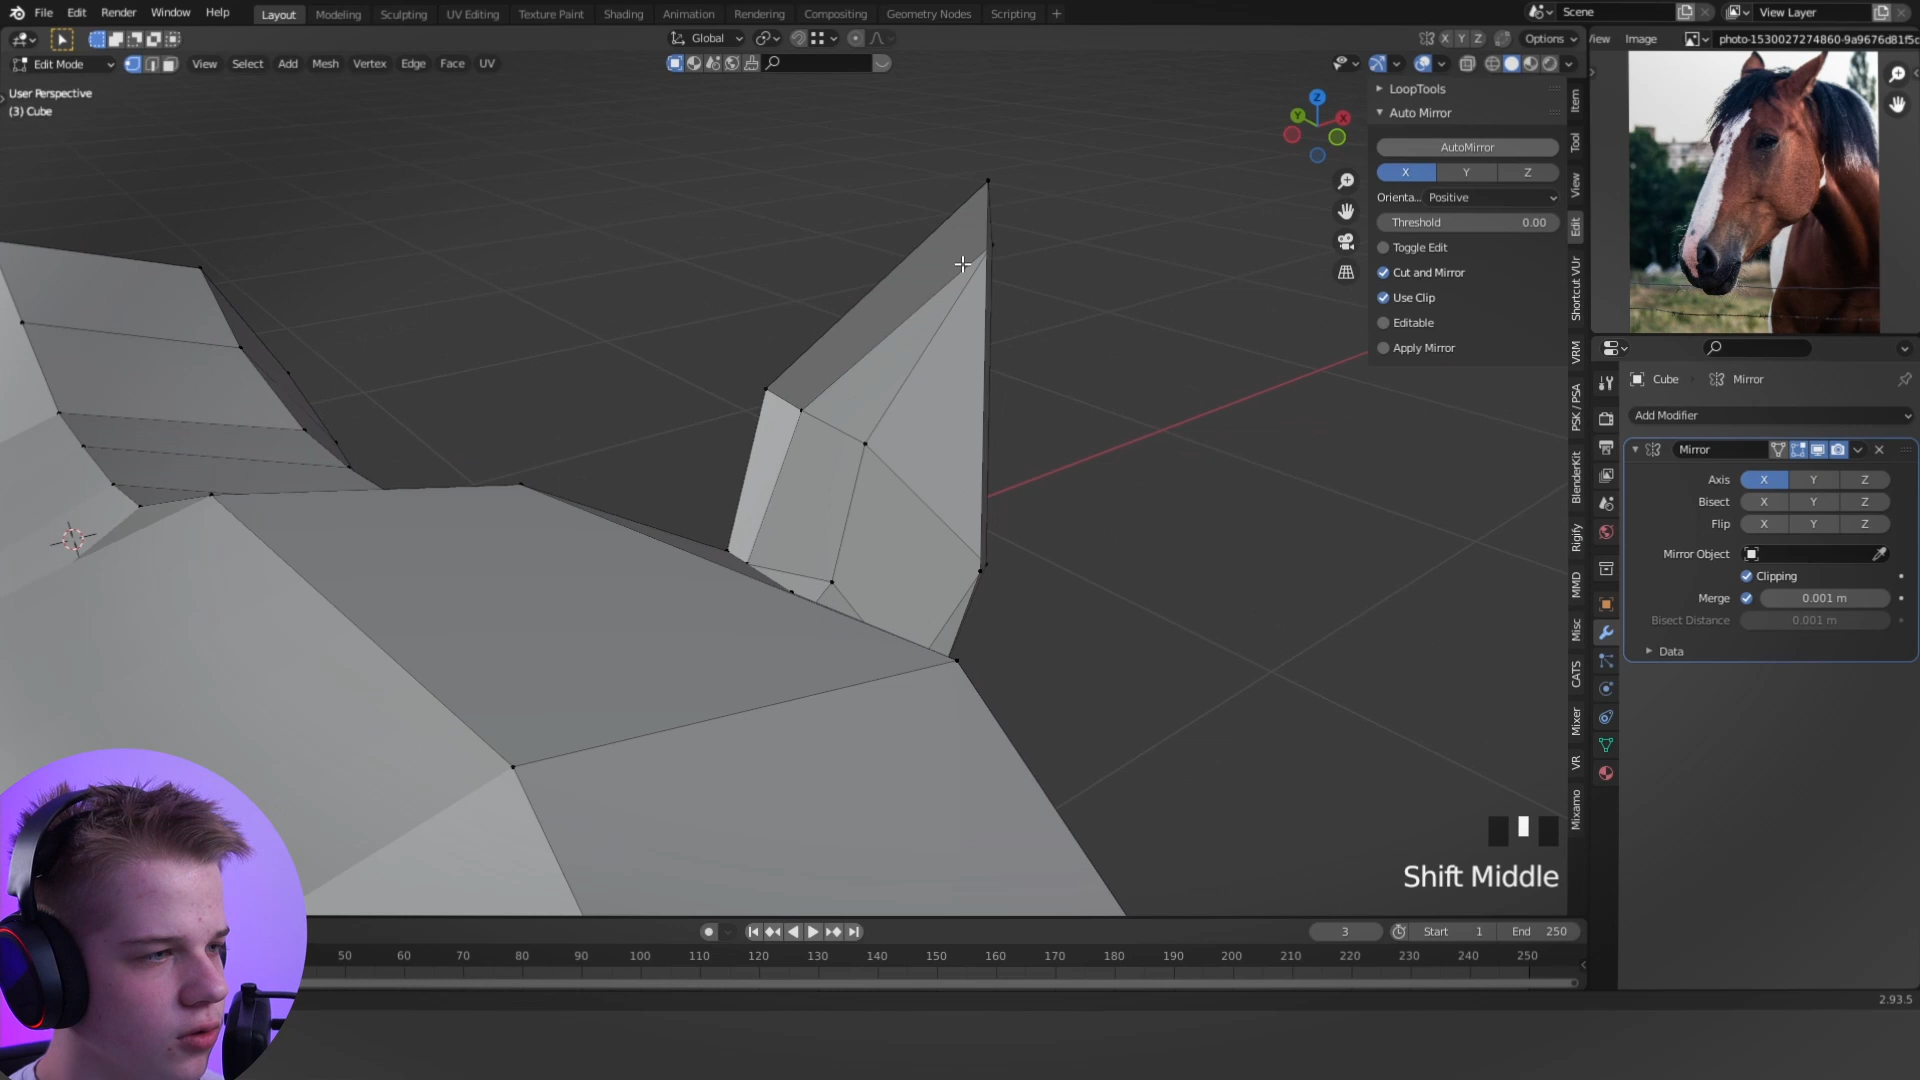 File Edit Render Window Help Layout Modeling Sculpting UV Editing Texture Paint Shading Animation Rendering Compositing Geometry Nodes Scripting + Scene View Layer
Global Options View Image photo-1530027274860-9a9676d81f5c
Edit Mode View Select Add Mesh Vertex Edge Face UV X Y Z
User Perspective
(3) Cube
LoopTools
Auto Mirror
AutoMirror
X Y Z
Orienta... Positive
Threshold 0.00
Toggle Edit
Cut and Mirror
Use Clip
Editable
Apply Mirror
Item
Tool
View
Edit
Shortcut VUr
VRM
PSK / PSA
BlenderKit
Rigify
MMD
Misc
CATS
Mixer
VR
Mixamo
Z
Y
X
Cube Mirror
Add Modifier
Mirror
Axis X Y Z
Bisect X Y Z
Flip X Y Z
Mirror Object
Clipping
Merge 0.001 m
Bisect Distance 0.001 m
Data
Shift Middle
3 Start 1 End 250
50 60 70 80 90 100 110 120 130 140 150 160 170 180 190 200 210 220 230 240 250
2.93.5